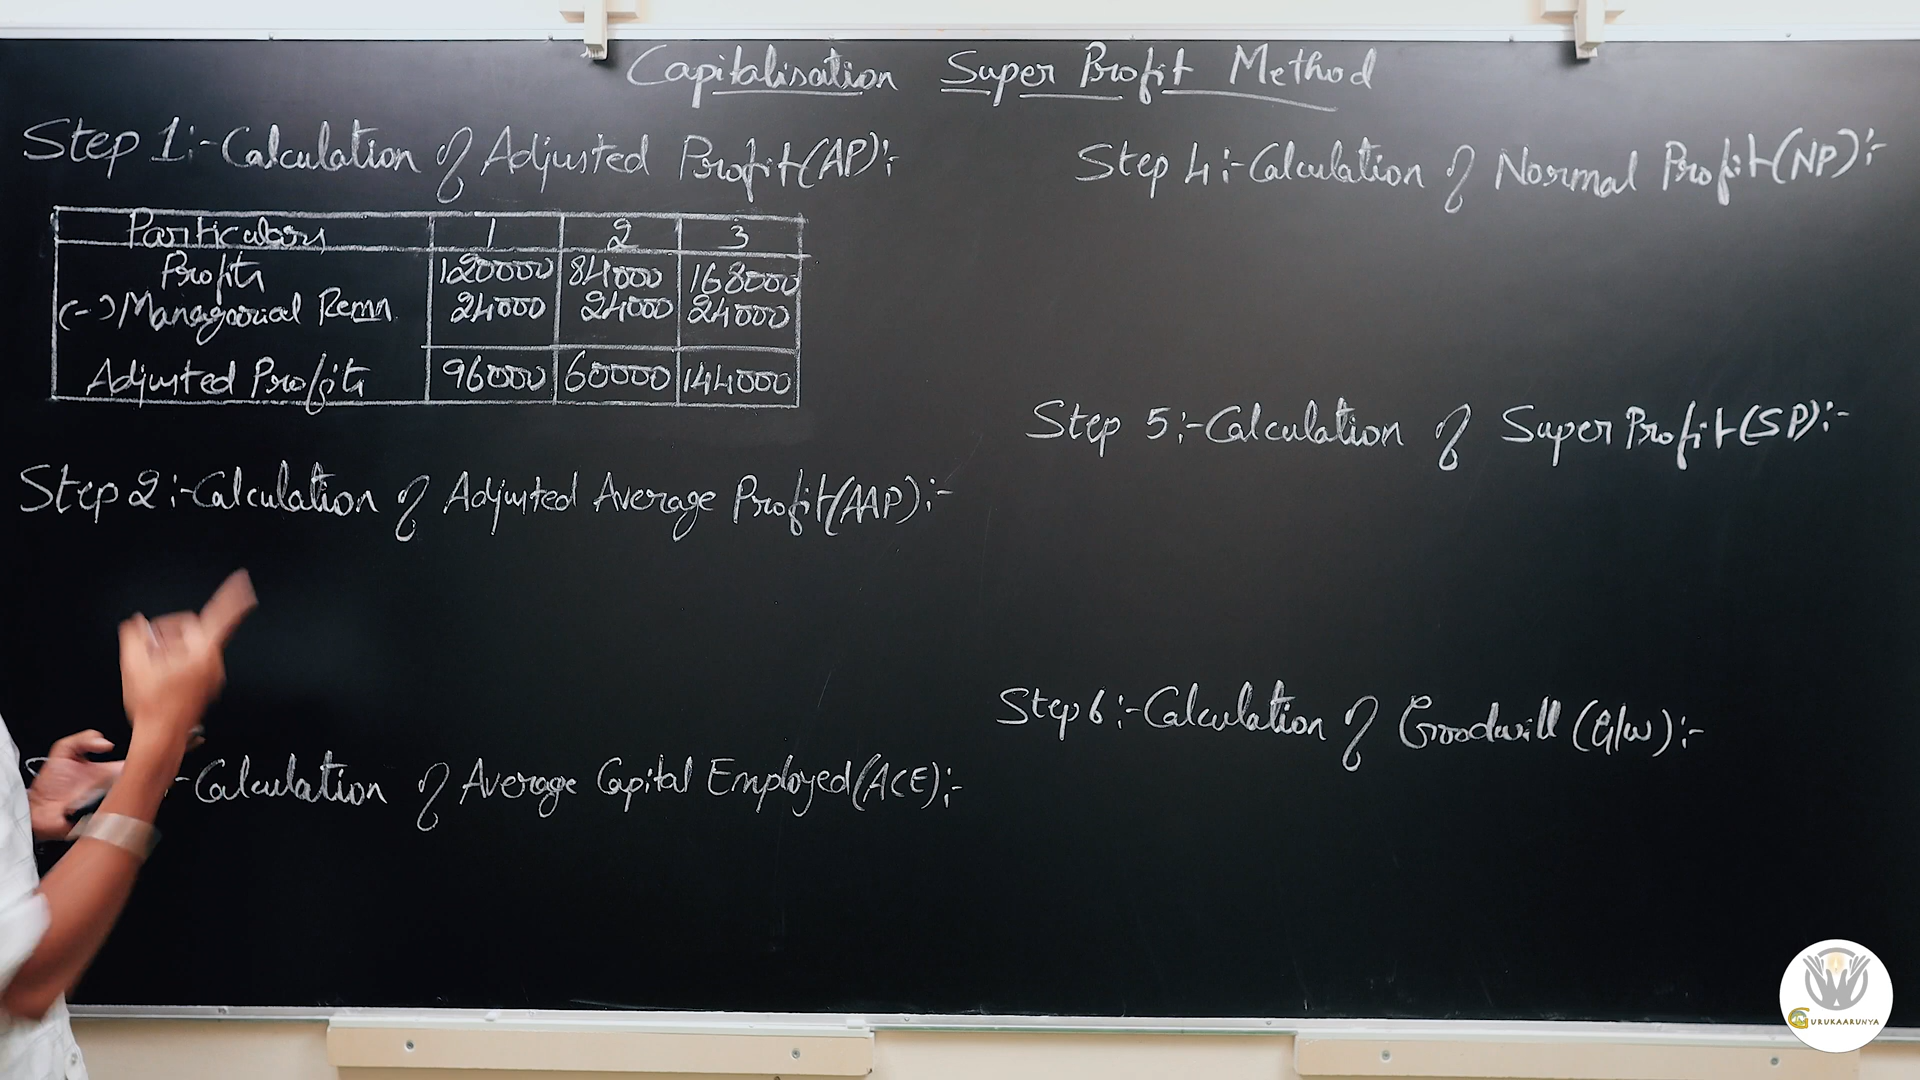 Capitalisation Super Profit Method
Step 1:-Calculation of Adjusted Profit(AP):-
Particulars 1 2 3
Profits 120000 84000 168000
(-) Managorial Remn. 24000 24000 24000
Adjusted Profits 96000 60000 144000
Step 2:-Calculation of Adjusted Average Profit(AAP):-
:-Calculation of Average Capital Employed(ACE):-
Step 4:-Calculation of Normal Profit(NP):-
Step 5:-Calculation of Super Profit(SP):-
Step 6:-Calculation of Goodwill (G/W):-
GURUKAARUNYA